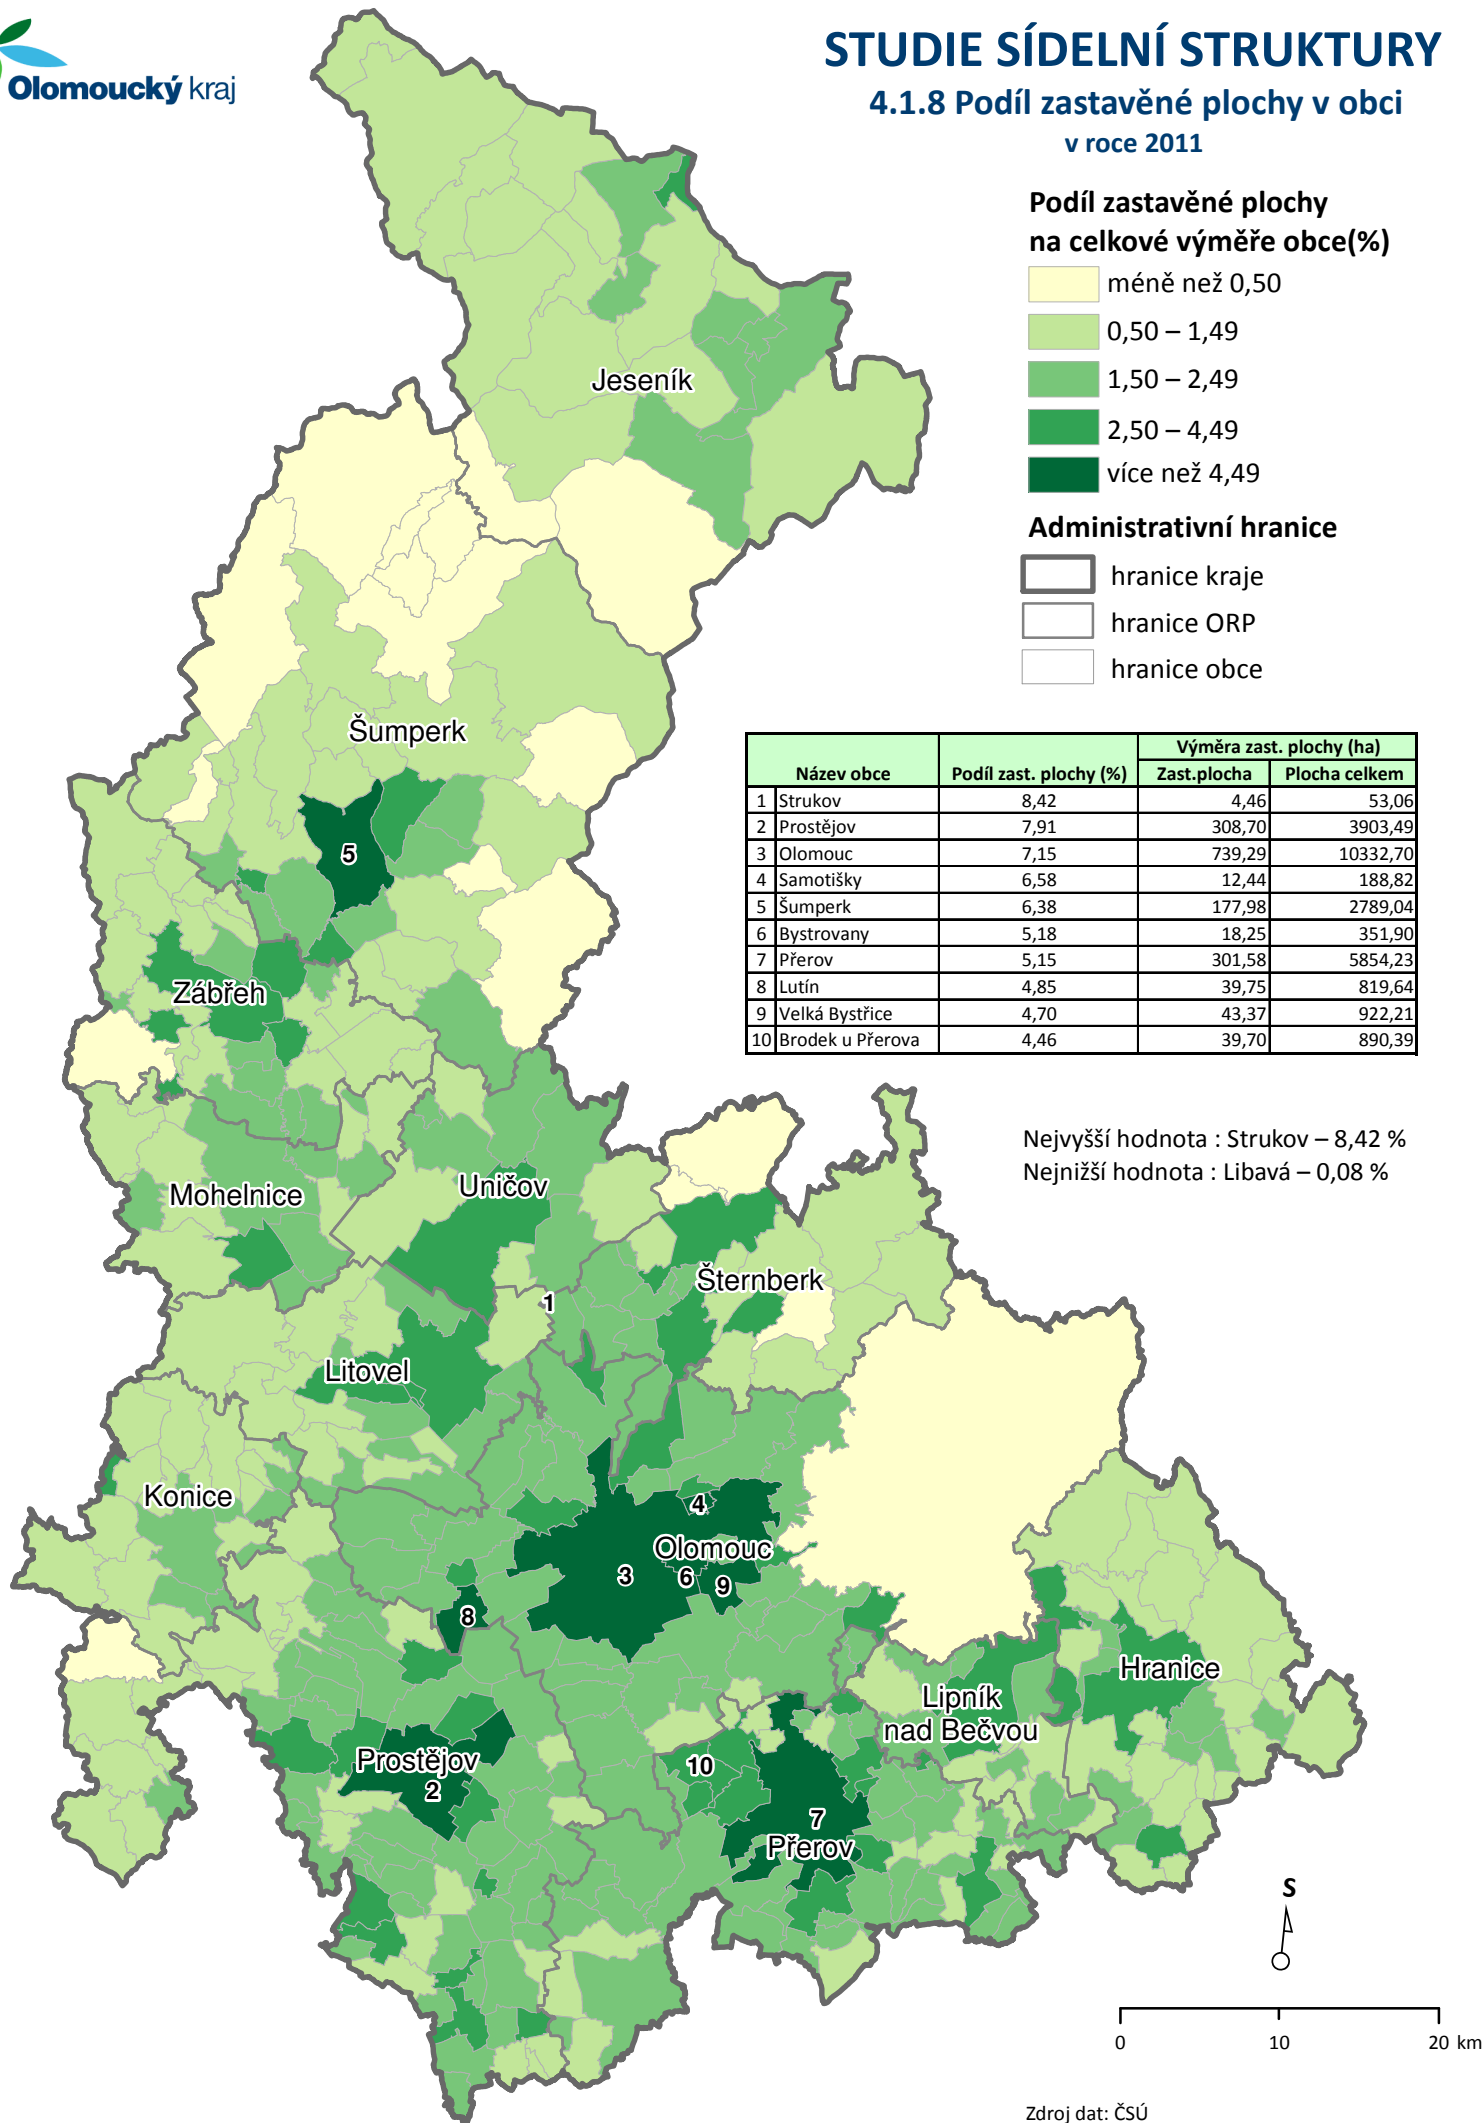 Olomoucký kraj
STUDIE SÍDELNÍ STRUKTURY
4.1.8 Podíl zastavěné plochy v obci
v roce 2011
Podíl zastavěné plochy
na celkové výměře obce(%)
méně než 0,50
0,50 – 1,49
1,50 – 2,49
2,50 – 4,49
více než 4,49
Administrativní hranice
hranice kraje
hranice ORP
hranice obce
Název obce Podíl zast. plochy (%) Výměra zast. plochy (ha)
Zast.plocha Plocha celkem
1 Strukov 8,42 4,46 53,06
2 Prostějov 7,91 308,70 3903,49
3 Olomouc 7,15 739,29 10332,70
4 Samotišky 6,58 12,44 188,82
5 Šumperk 6,38 177,98 2789,04
6 Bystrovany 5,18 18,25 351,90
7 Přerov 5,15 301,58 5854,23
8 Lutín 4,85 39,75 819,64
9 Velká Bystřice 4,70 43,37 922,21
10 Brodek u Přerova 4,46 39,70 890,39
Nejvyšší hodnota : Strukov – 8,42 %
Nejnižší hodnota : Libavá – 0,08 %
Jeseník
Šumperk
5
Zábřeh
Mohelnice
Uničov
Šternberk
1
Litovel
Konice
4
Olomouc
3
6
9
8
Hranice
Lipník
nad Bečvou
Prostějov
2
10
7
Přerov
S
0 10 20 km
Zdroj dat: ČSÚ